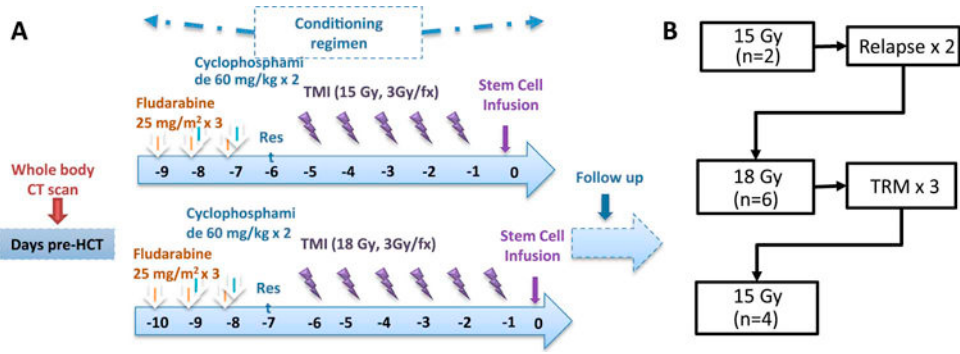 A
Conditioning
regimen
Cyclophosphami
de 60 mg/kg x 2
TMI (15 Gy, 3Gy/fx)
Stem Cell
Infusion
Fludarabine
25 mg/m² x 3
Res
t
-9 -8 -7 -6 -5 -4 -3 -2 -1 0
Whole body
CT scan
Days pre-HCT
Follow up
Cyclophosphami
de 60 mg/kg x 2
TMI (18 Gy, 3Gy/fx)
Stem Cell
Infusion
Fludarabine
25 mg/m² x 3
Res
t
-10 -9 -8 -7 -6 -5 -4 -3 -2 -1 0
B
15 Gy
(n=2)
Relapse x 2
18 Gy
(n=6)
TRM x 3
15 Gy
(n=4)